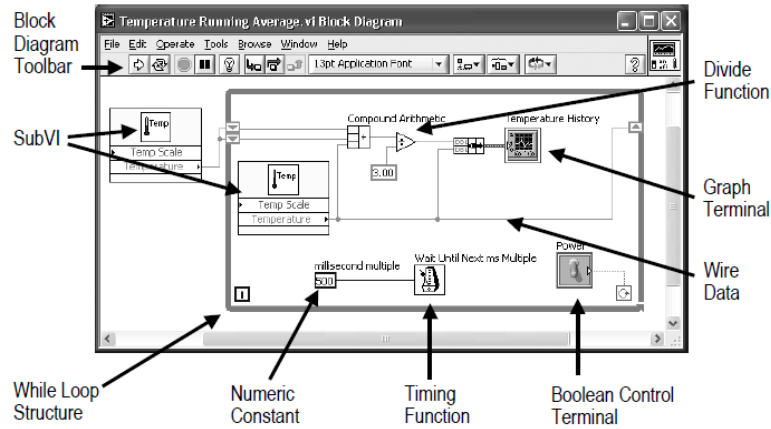 Block
Diagram
Toolbar
Temperature Running Average.vi Block Diagram
File Edit Operate Tools Browse Window Help
13pt Application Font
Divide
Function
SubVI
Temp
Temp Scale
Temperature
Compound Arithmetic
Temperature History
3.00
Temp
Temp Scale
Temperature
Graph
Terminal
Wire
Data
millisecond multiple
500
Wait Until Next ms Multiple
Power
i
While Loop
Structure
Numeric
Constant
Timing
Function
Boolean Control
Terminal